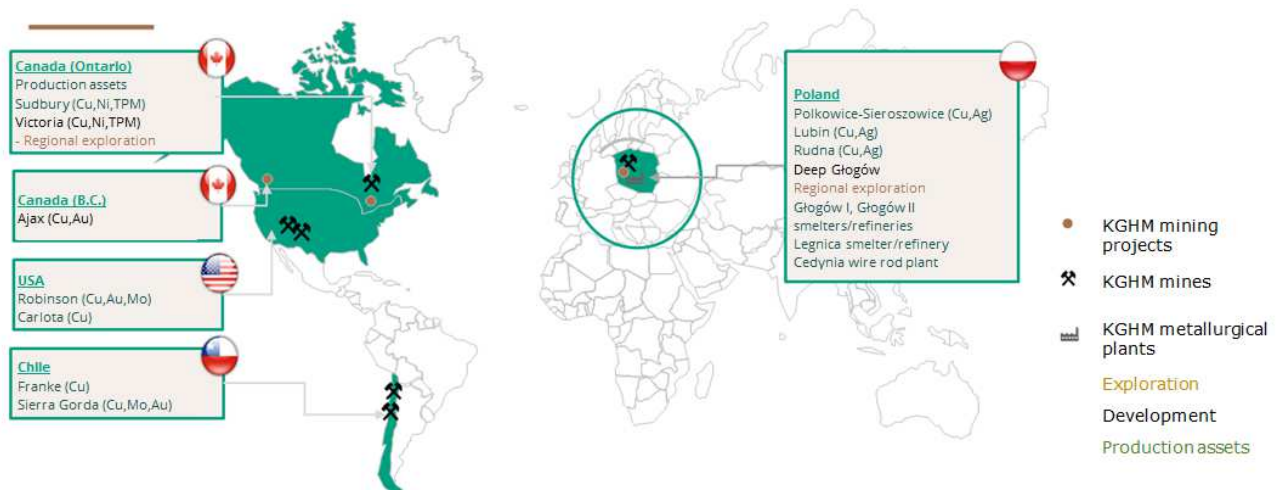 Canada (Ontario)
Production assets
Sudbury (Cu,Ni,TPM)
Victoria (Cu,Ni,TPM)
- Regional exploration
Canada (B.C.)
Ajax (Cu,Au)
USA
Robinson (Cu,Au,Mo)
Carlota (Cu)
Chile
Franke (Cu)
Sierra Gorda (Cu,Mo,Au)
Poland
Polkowice-Sieroszowice (Cu,Ag)
Lubin (Cu,Ag)
Rudna (Cu,Ag)
Deep Głogów
Regional exploration
Głogów I, Głogów II
smelters/refineries
Legnica smelter/refinery
Cedynia wire rod plant
KGHM mining
projects
KGHM mines
KGHM metallurgical
plants
Exploration
Development
Production assets